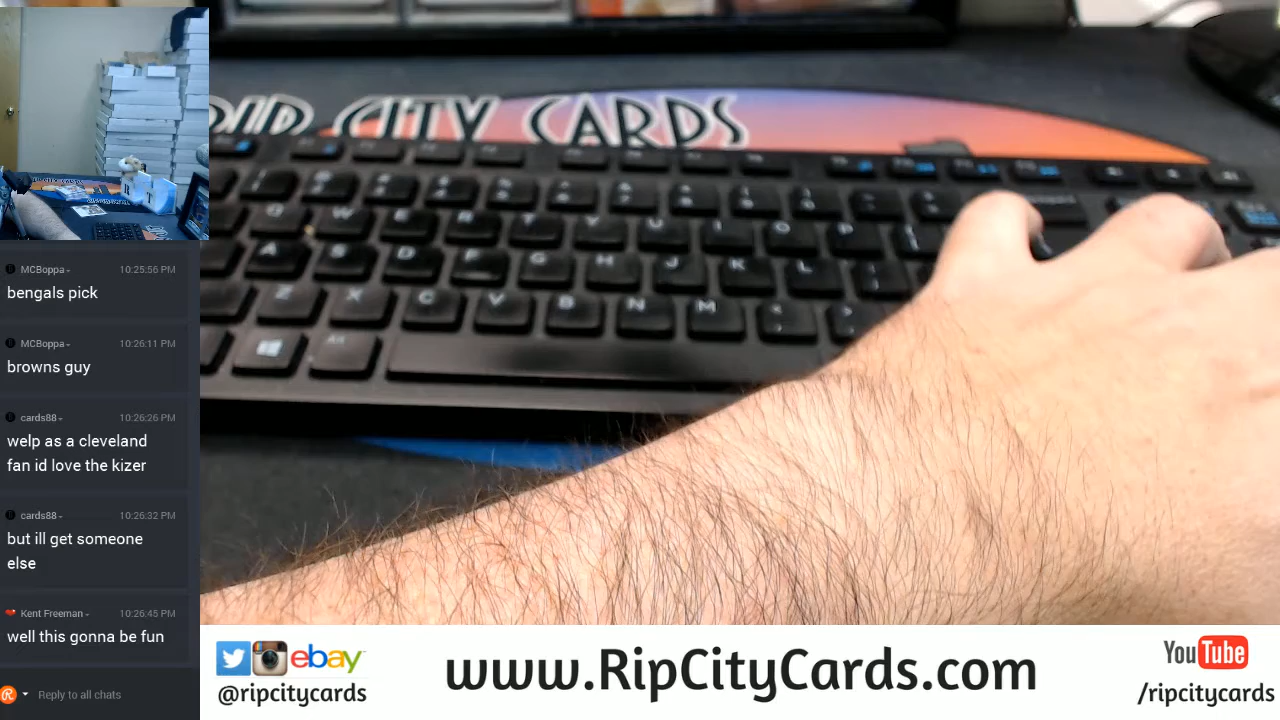 RIP CITY CARDS
MCBoppa
10:25:56 PM
bengals pick
MCBoppa
10:26:11 PM
browns guy
cards88
10:26:26 PM
welp as a cleveland
fan id love the kizer
cards88
10:26:32 PM
but ill get someone
else
Kent Freeman
10:26:45 PM
well this gonna be fun
Reply to all chats
Q W E R T Y U I O P
A S D F G H J K L
Z X C V B N M
Alt
ebay
@ripcitycards
www.RipCityCards.com
YouTube
/ripcitycards